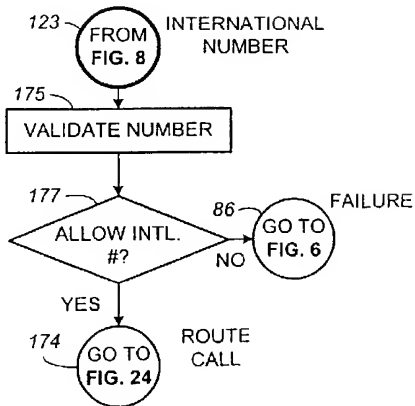 123
FROM
FIG. 8
INTERNATIONAL
NUMBER
175
VALIDATE NUMBER
177
ALLOW INTL.
#?
NO
86
GO TO
FIG. 6
FAILURE
YES
174
GO TO
FIG. 24
ROUTE
CALL